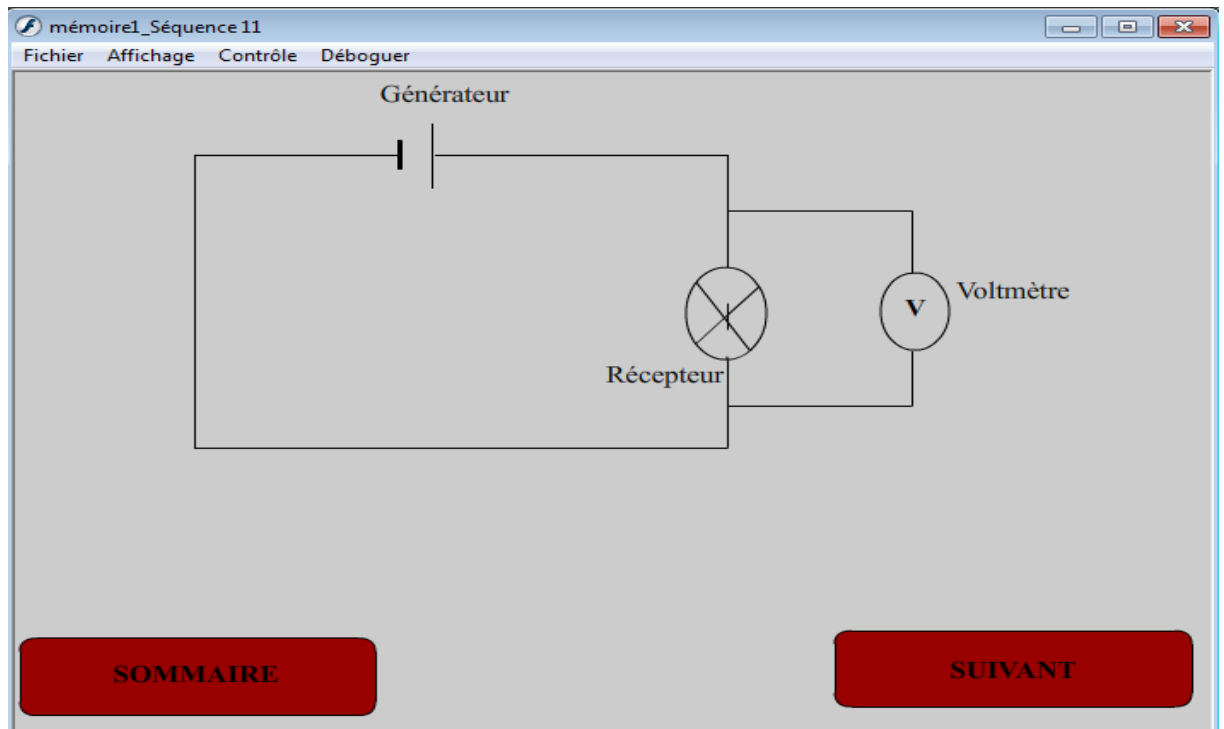 mémoire1_Séquence 11
Fichier Affichage Contrôle Déboguer
Générateur
Voltmètre
V
Récepteur
SOMMAIRE
SUIVANT